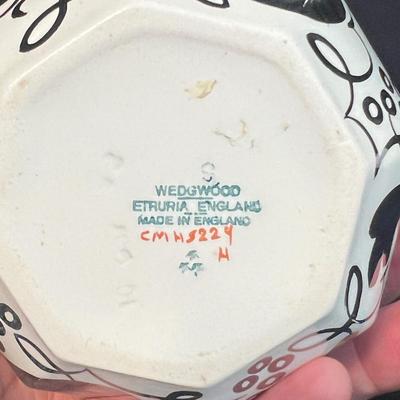 S
WEDGWOOD
ETRURIA ENGLAND
MADE IN ENGLAND
CMH5224
H